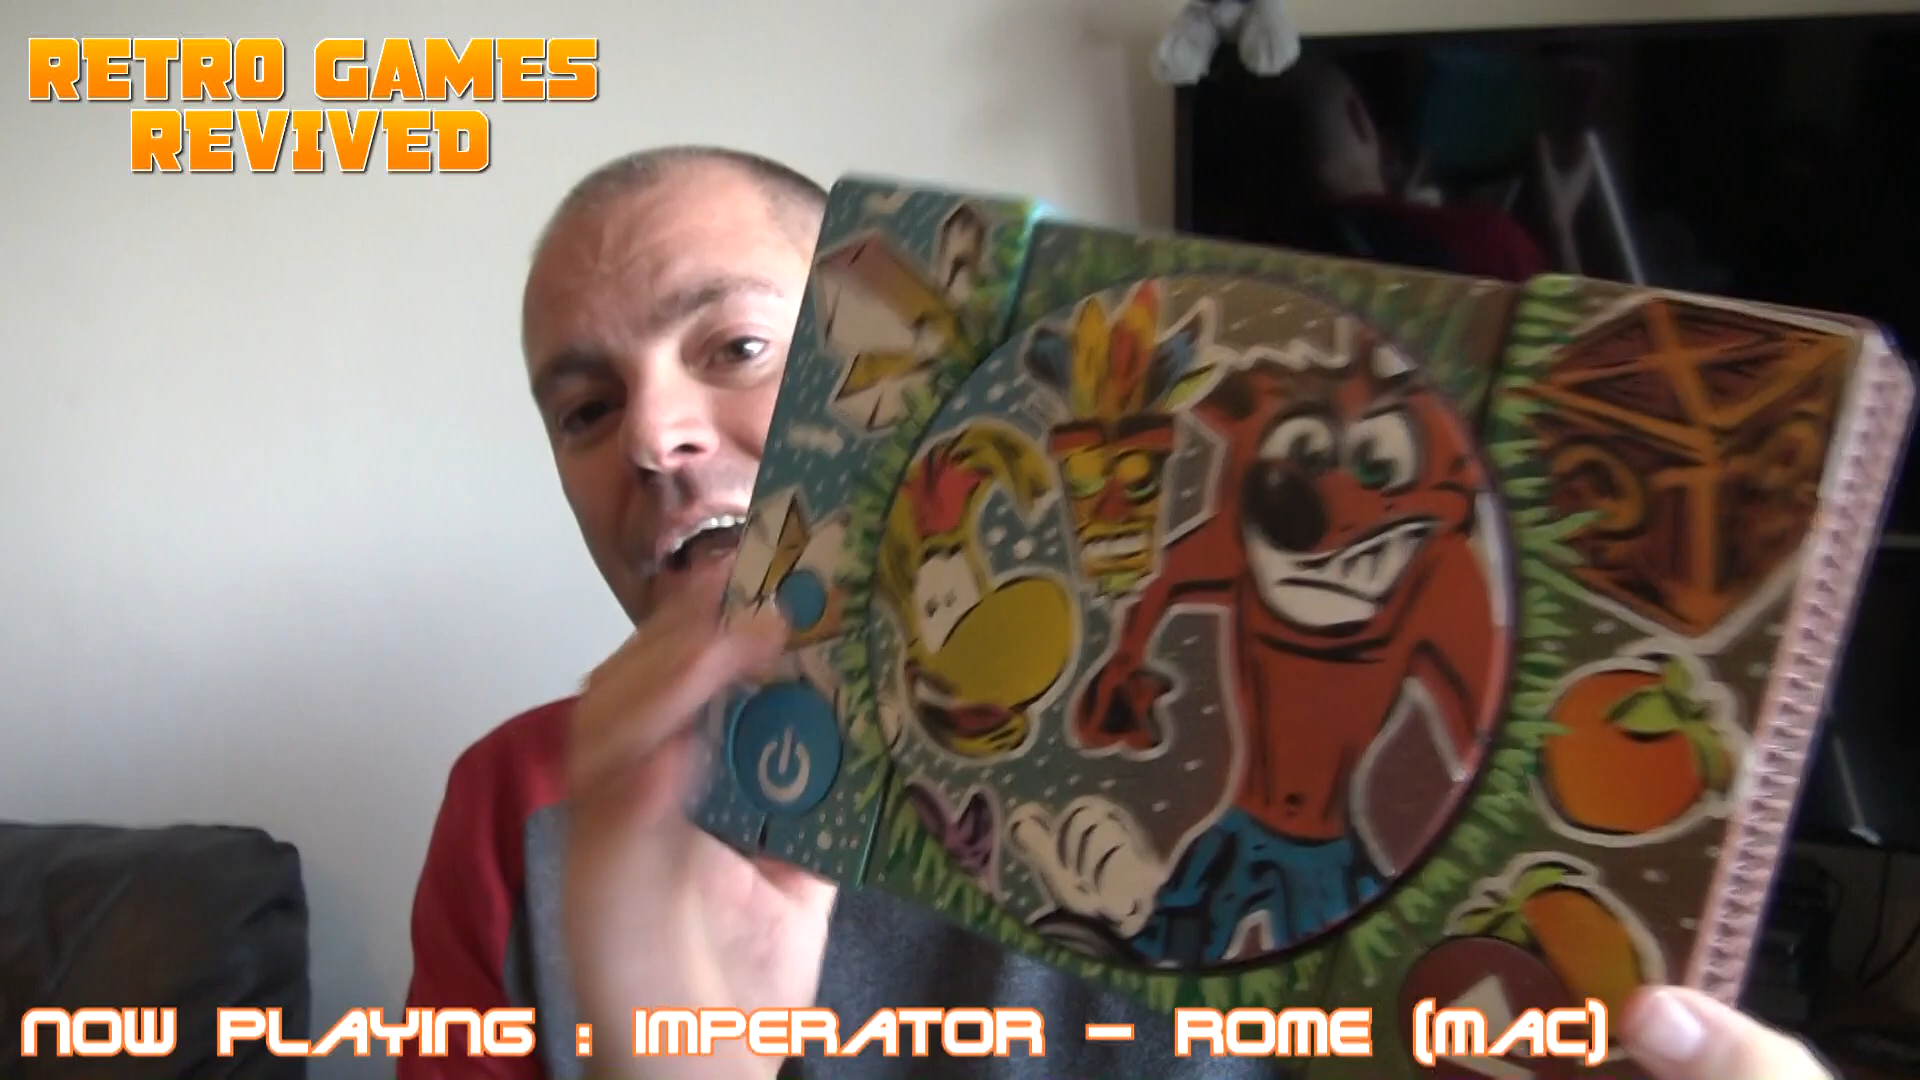 RETRO GAMES
REVIVED
NOW PLAYING : IMPERATOR - ROME (MAC)